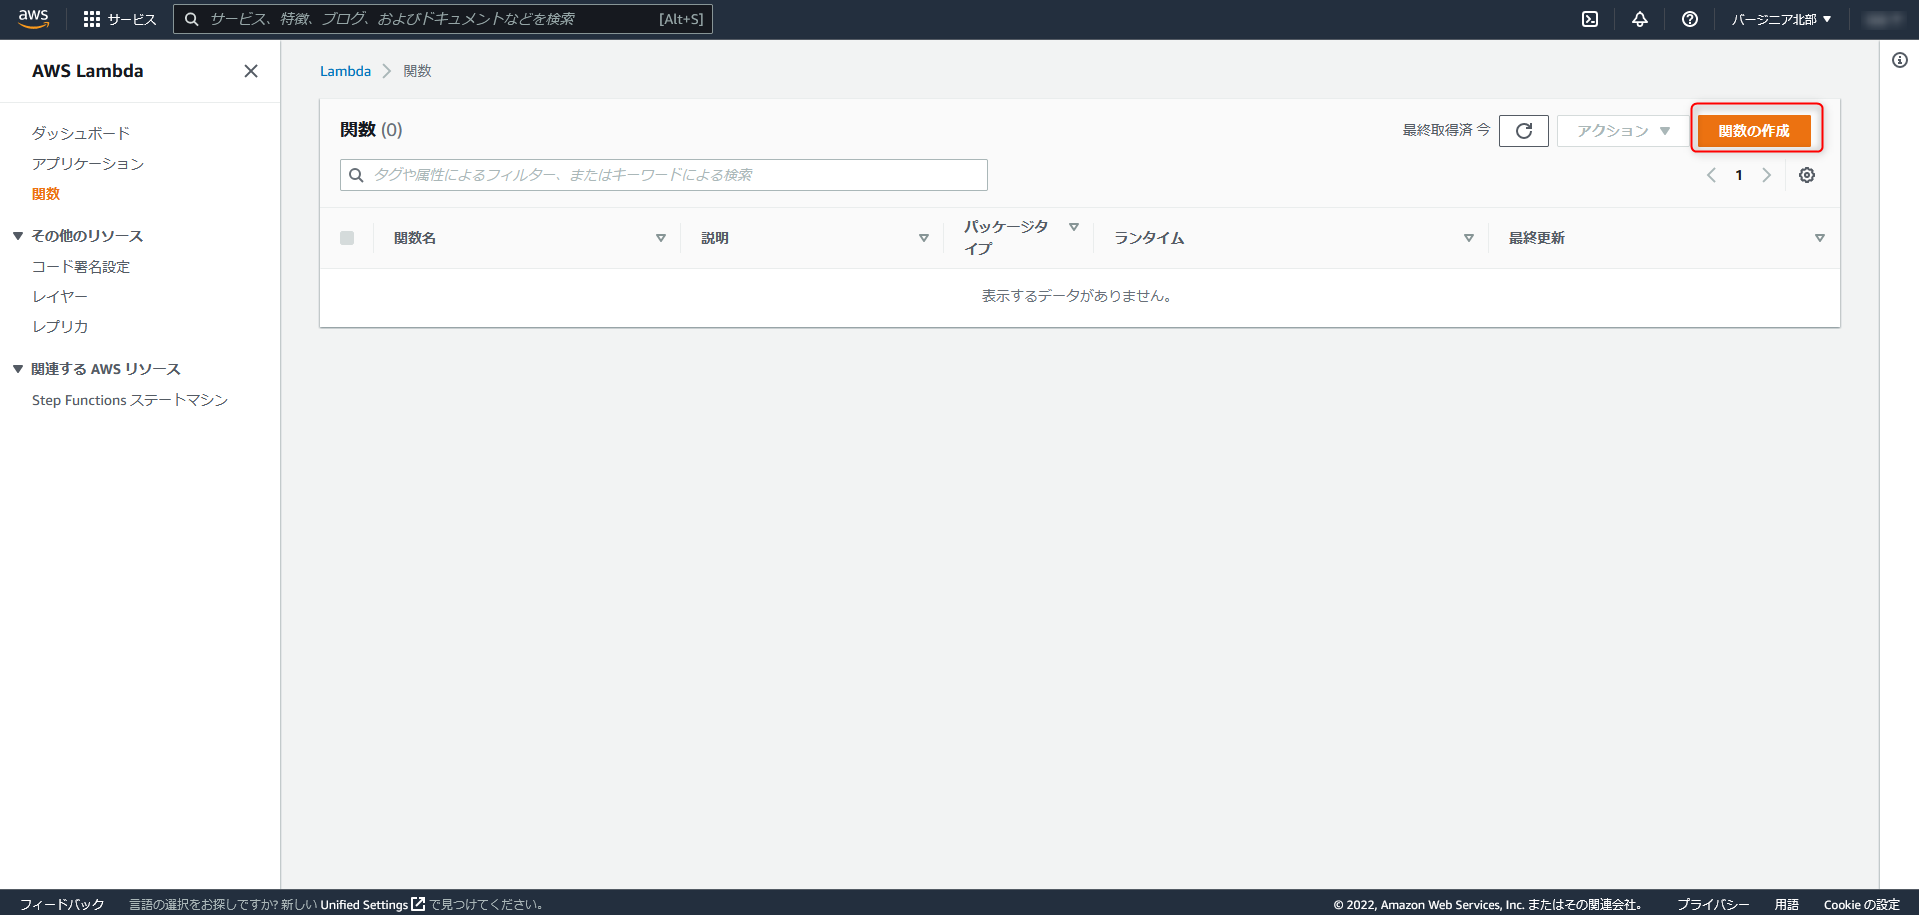 aws
サービス
サービス、特徴、ブログ、およびドキュメントなどを検索 [Alt+S]
バージニア北部 ▼
AWS Lambda
ダッシュボード
アプリケーション
関数
▼ その他のリソース
コード署名設定
レイヤー
レプリカ
▼ 関連する AWS リソース
Step Functions ステートマシン
Lambda > 関数
関数 (0)
最終取得済 今
アクション ▼
関数の作成
タグや属性によるフィルター、またはキーワードによる検索
< 1 >
関数名
説明
パッケージタ
イプ
ランタイム
最終更新
表示するデータがありません。
フィードバック
言語の選択をお探しですか? 新しい Unified Settings で見つけてください。
© 2022, Amazon Web Services, Inc. またはその関連会社。
プライバシー
用語
Cookie の設定